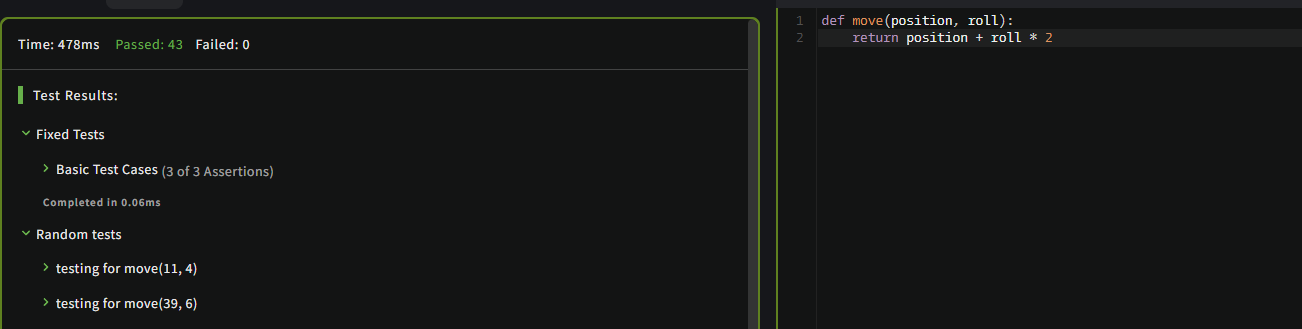 Time: 478ms Passed: 43 Failed: 0
Test Results:
Fixed Tests
Basic Test Cases (3 of 3 Assertions)
Completed in 0.06ms
Random tests
testing for move(11, 4)
testing for move(39, 6)
1 def move(position, roll):
2     return position + roll * 2